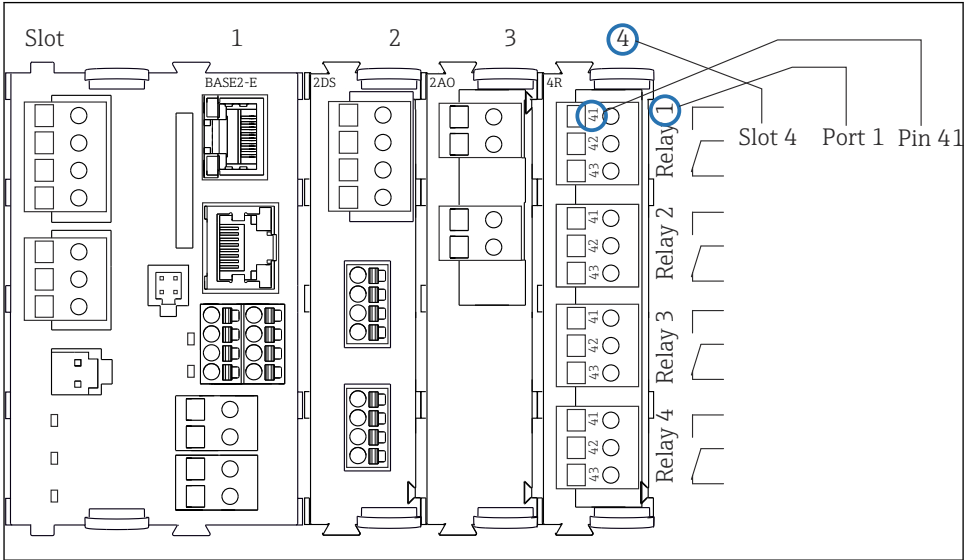 Slot 1 2 3 4
BASE2-E 2DS 2AO 4R
41
42
43
Relay 1
Slot 4 Port 1 Pin 41
41
42
43
Relay 2
41
42
43
Relay 3
41
42
43
Relay 4